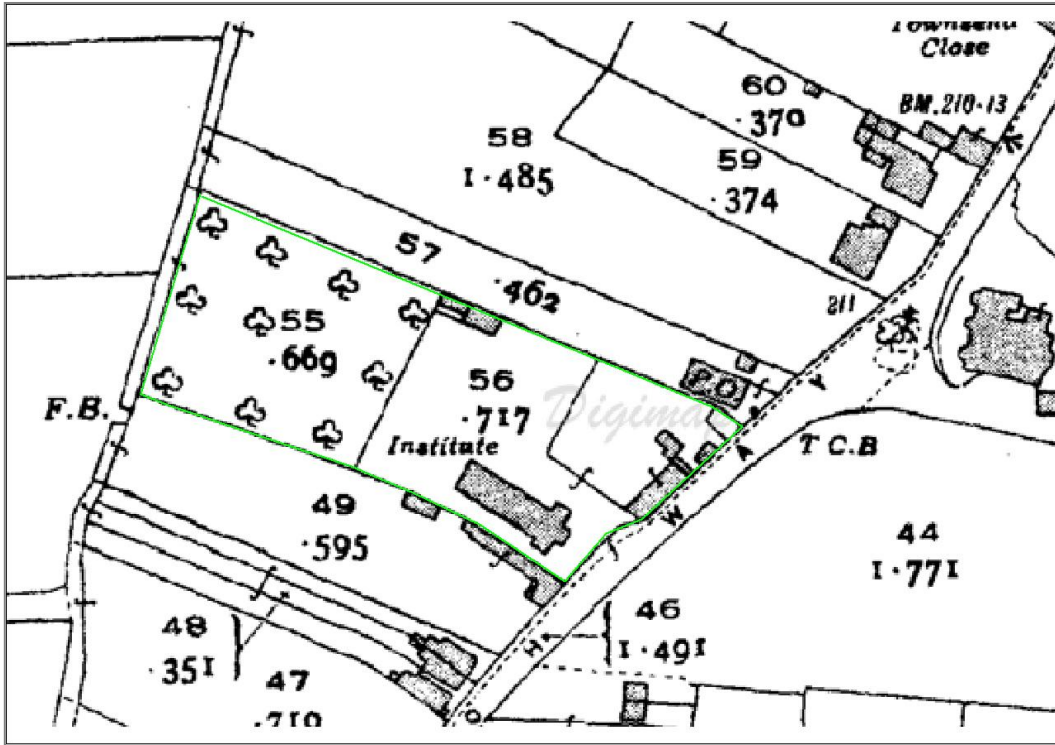 Townsend
Close
60
.370
BM.210.13
58
1.485
59
.374
57
.462
211
55
.669
56
.717
P.O
Digimap
F.B.
Institute
T.C.B
49
.595
44
1.771
48
.351
46
1.491
47
.710
H I G H W A Y